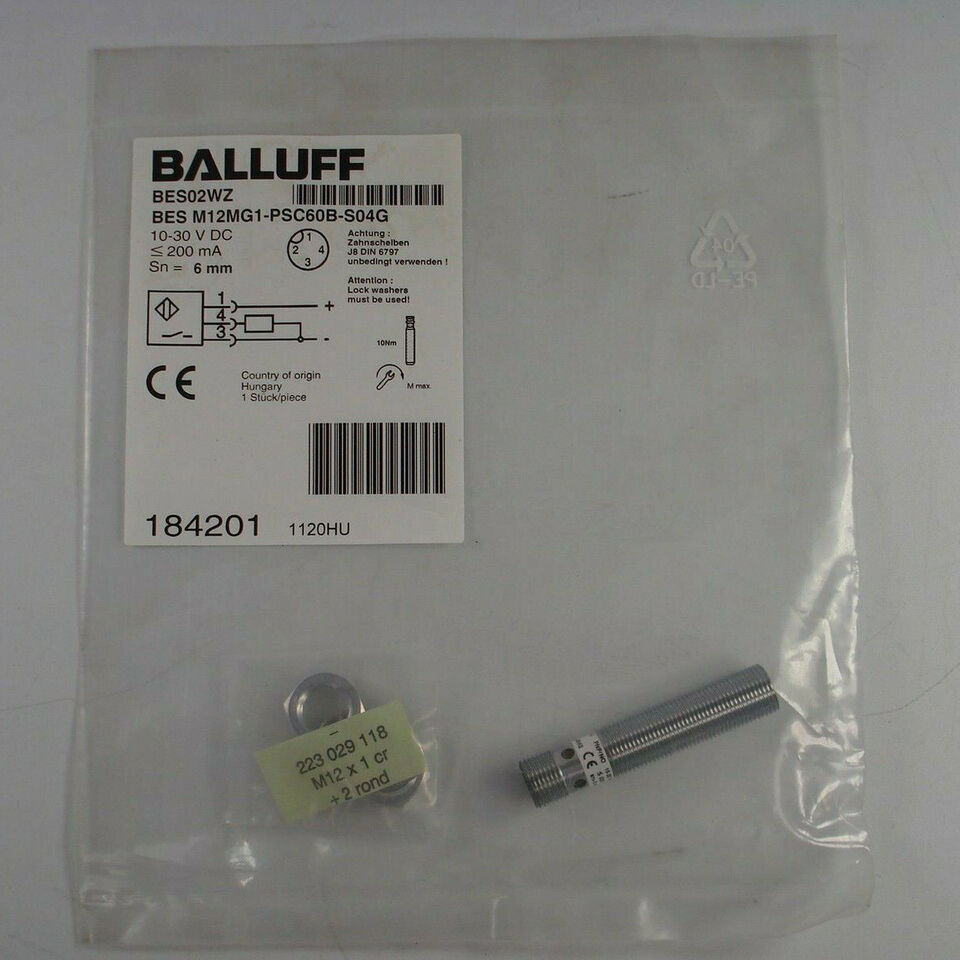 BALLUFF
BES02WZ
BES M12MG1-PSC60B-S04G
10-30 V DC
≤ 200 mA
Sn = 6 mm
1
2 4
3
Achtung :
Zahnscheiben
J8 DIN 6797
unbedingt verwenden !
Attention :
Lock washers
must be used!
1
4
3
+
-
10Nm
M max.
CE
Country of origin
Hungary
1 Stück/piece
184201 1120HU
04
PE-LD
223 029 118
M12 x 1 cr
+ 2 rond
CE